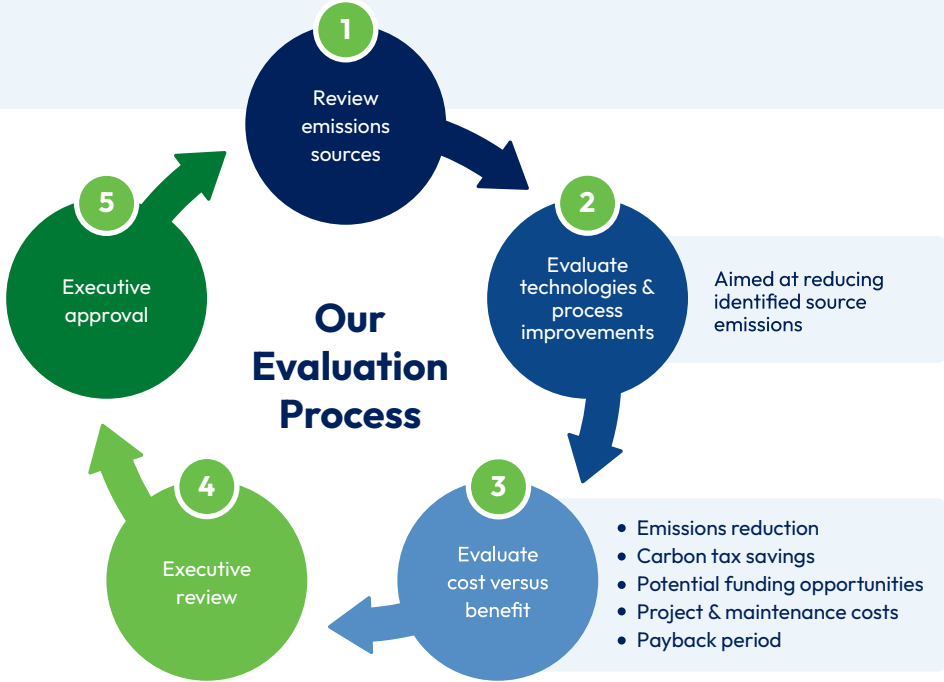 1
Review
emissions
sources
2
Evaluate
technologies &
process
improvements
Aimed at reducing
identified source
emissions
3
Evaluate
cost versus
benefit
• Emissions reduction
• Carbon tax savings
• Potential funding opportunities
• Project & maintenance costs
• Payback period
4
Executive
review
5
Executive
approval
Our
Evaluation
Process